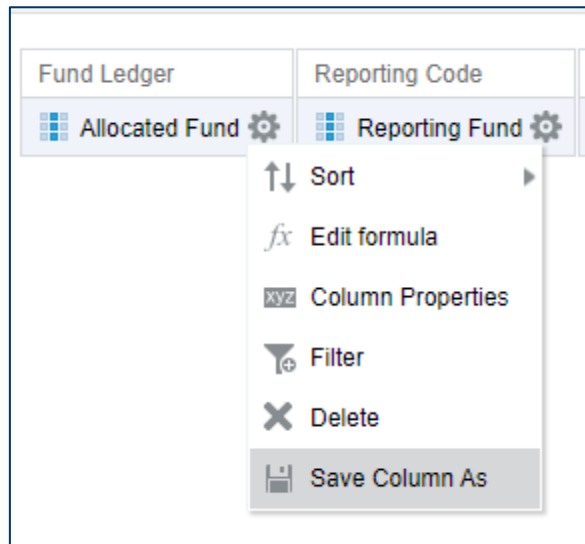 Fund Ledger
Reporting Code
Allocated Fund
Reporting Fund
Sort
fx Edit formula
xyz Column Properties
Filter
Delete
Save Column As